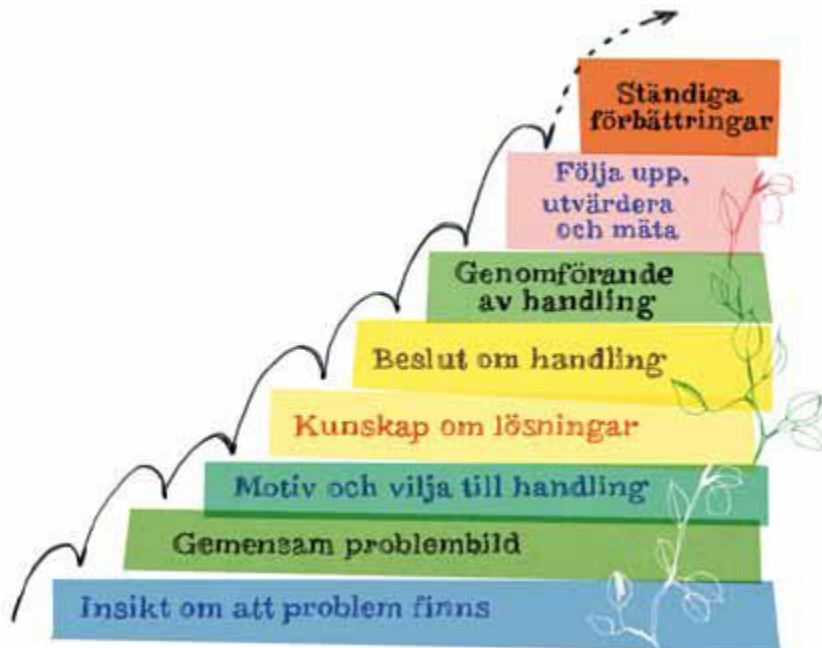 Ständiga
förbättringar
Följa upp,
utvärdera
och mäta
Genomförande
av handling
Beslut om handling
Kunskap om lösningar
Motiv och vilja till handling
Gemensam problembild
Insikt om att problem finns